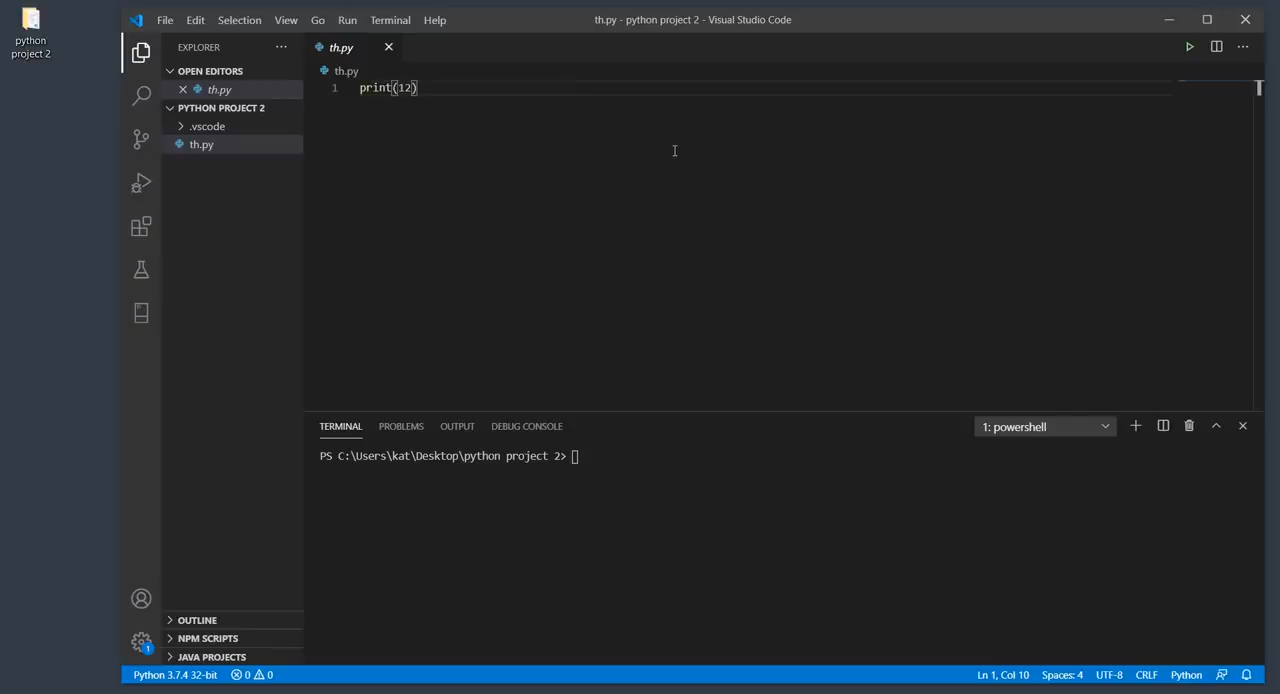 python
project 2
File Edit Selection View Go Run Terminal Help
th.py - python project 2 - Visual Studio Code
EXPLORER
OPEN EDITORS
th.py
PYTHON PROJECT 2
.vscode
th.py
OUTLINE
NPM SCRIPTS
JAVA PROJECTS
th.py
th.py
1 print(12)
TERMINAL PROBLEMS OUTPUT DEBUG CONSOLE
1: powershell
PS C:\Users\kat\Desktop\python project 2>
1
Python 3.7.4 32-bit 0 0
Ln 1, Col 10 Spaces: 4 UTF-8 CRLF Python